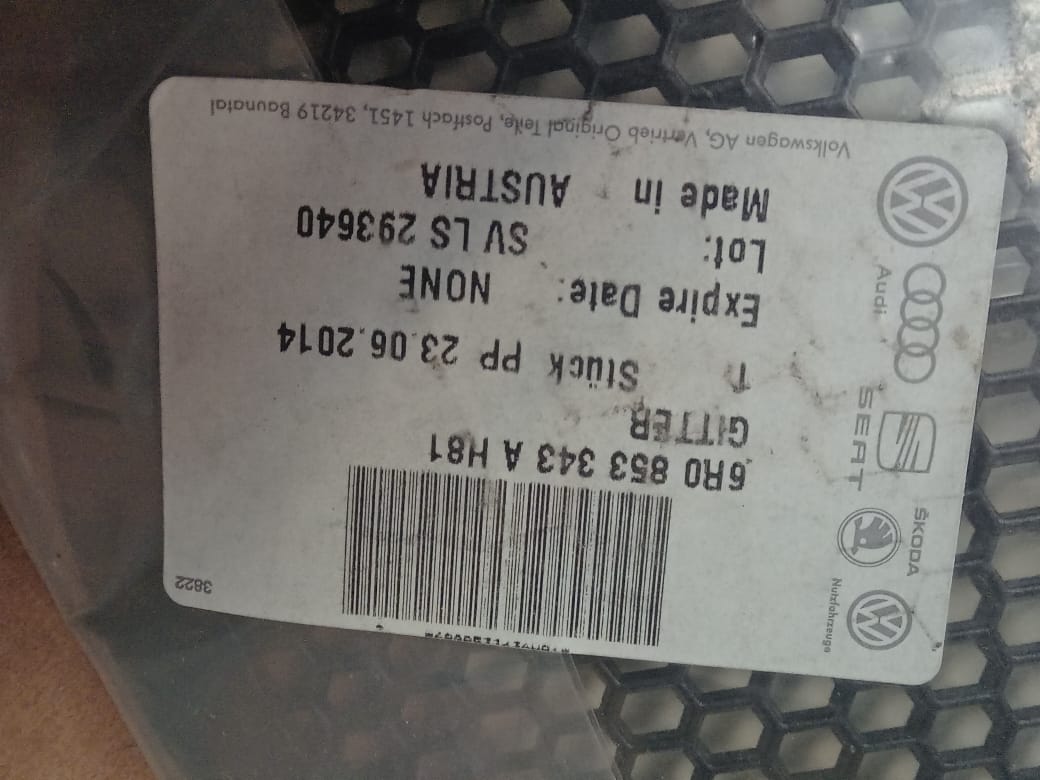 Volkswagen AG, Vertrieb Original Teile, Postfach 1451, 34219 Baunatal
Made in AUSTRIA
Lot: SV LS 293640
Expire Date: NONE
1 Stück PP 23.06.2014
GITTER
6R0 853 343 A H81
3822
Audi
SEAT
ŠKODA
Nutzfahrzeuge